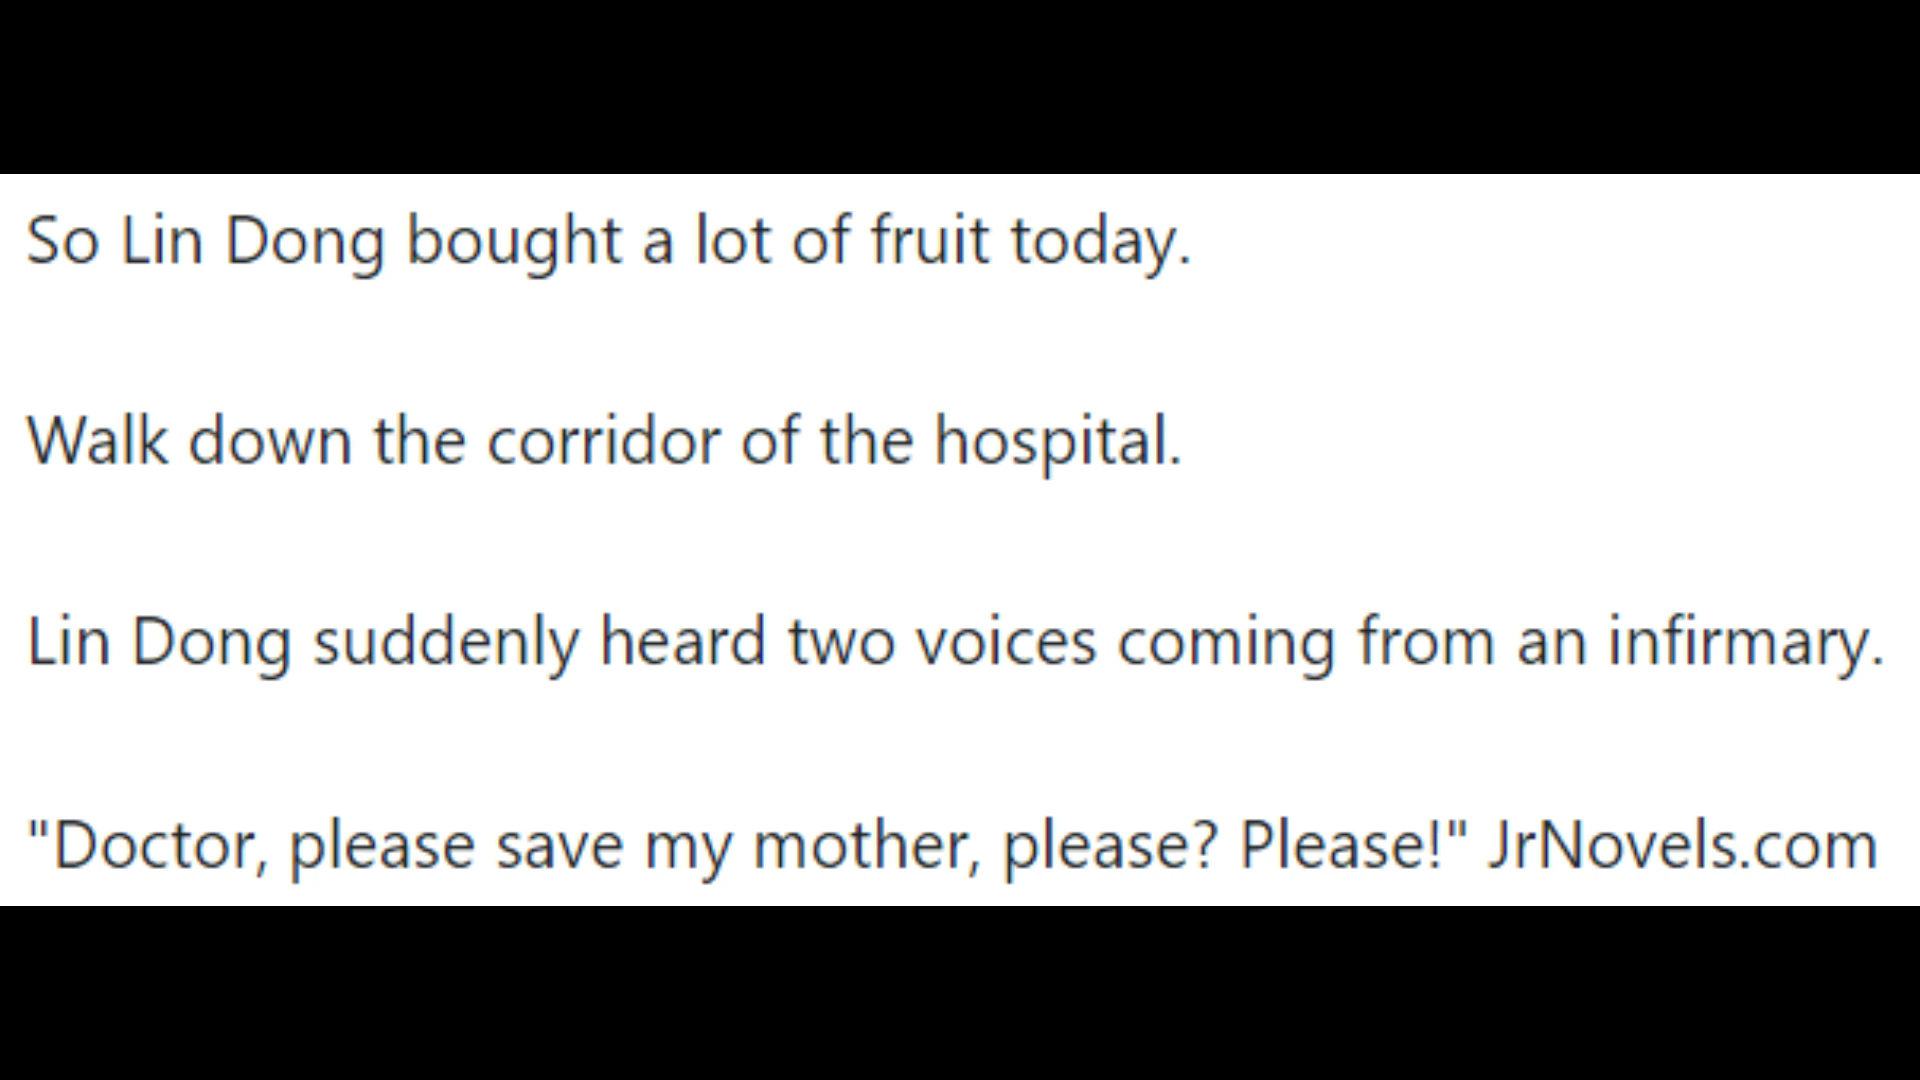 So Lin Dong bought a lot of fruit today.
Walk down the corridor of the hospital.
Lin Dong suddenly heard two voices coming from an infirmary.
"Doctor, please save my mother, please? Please!" JrNovels.com